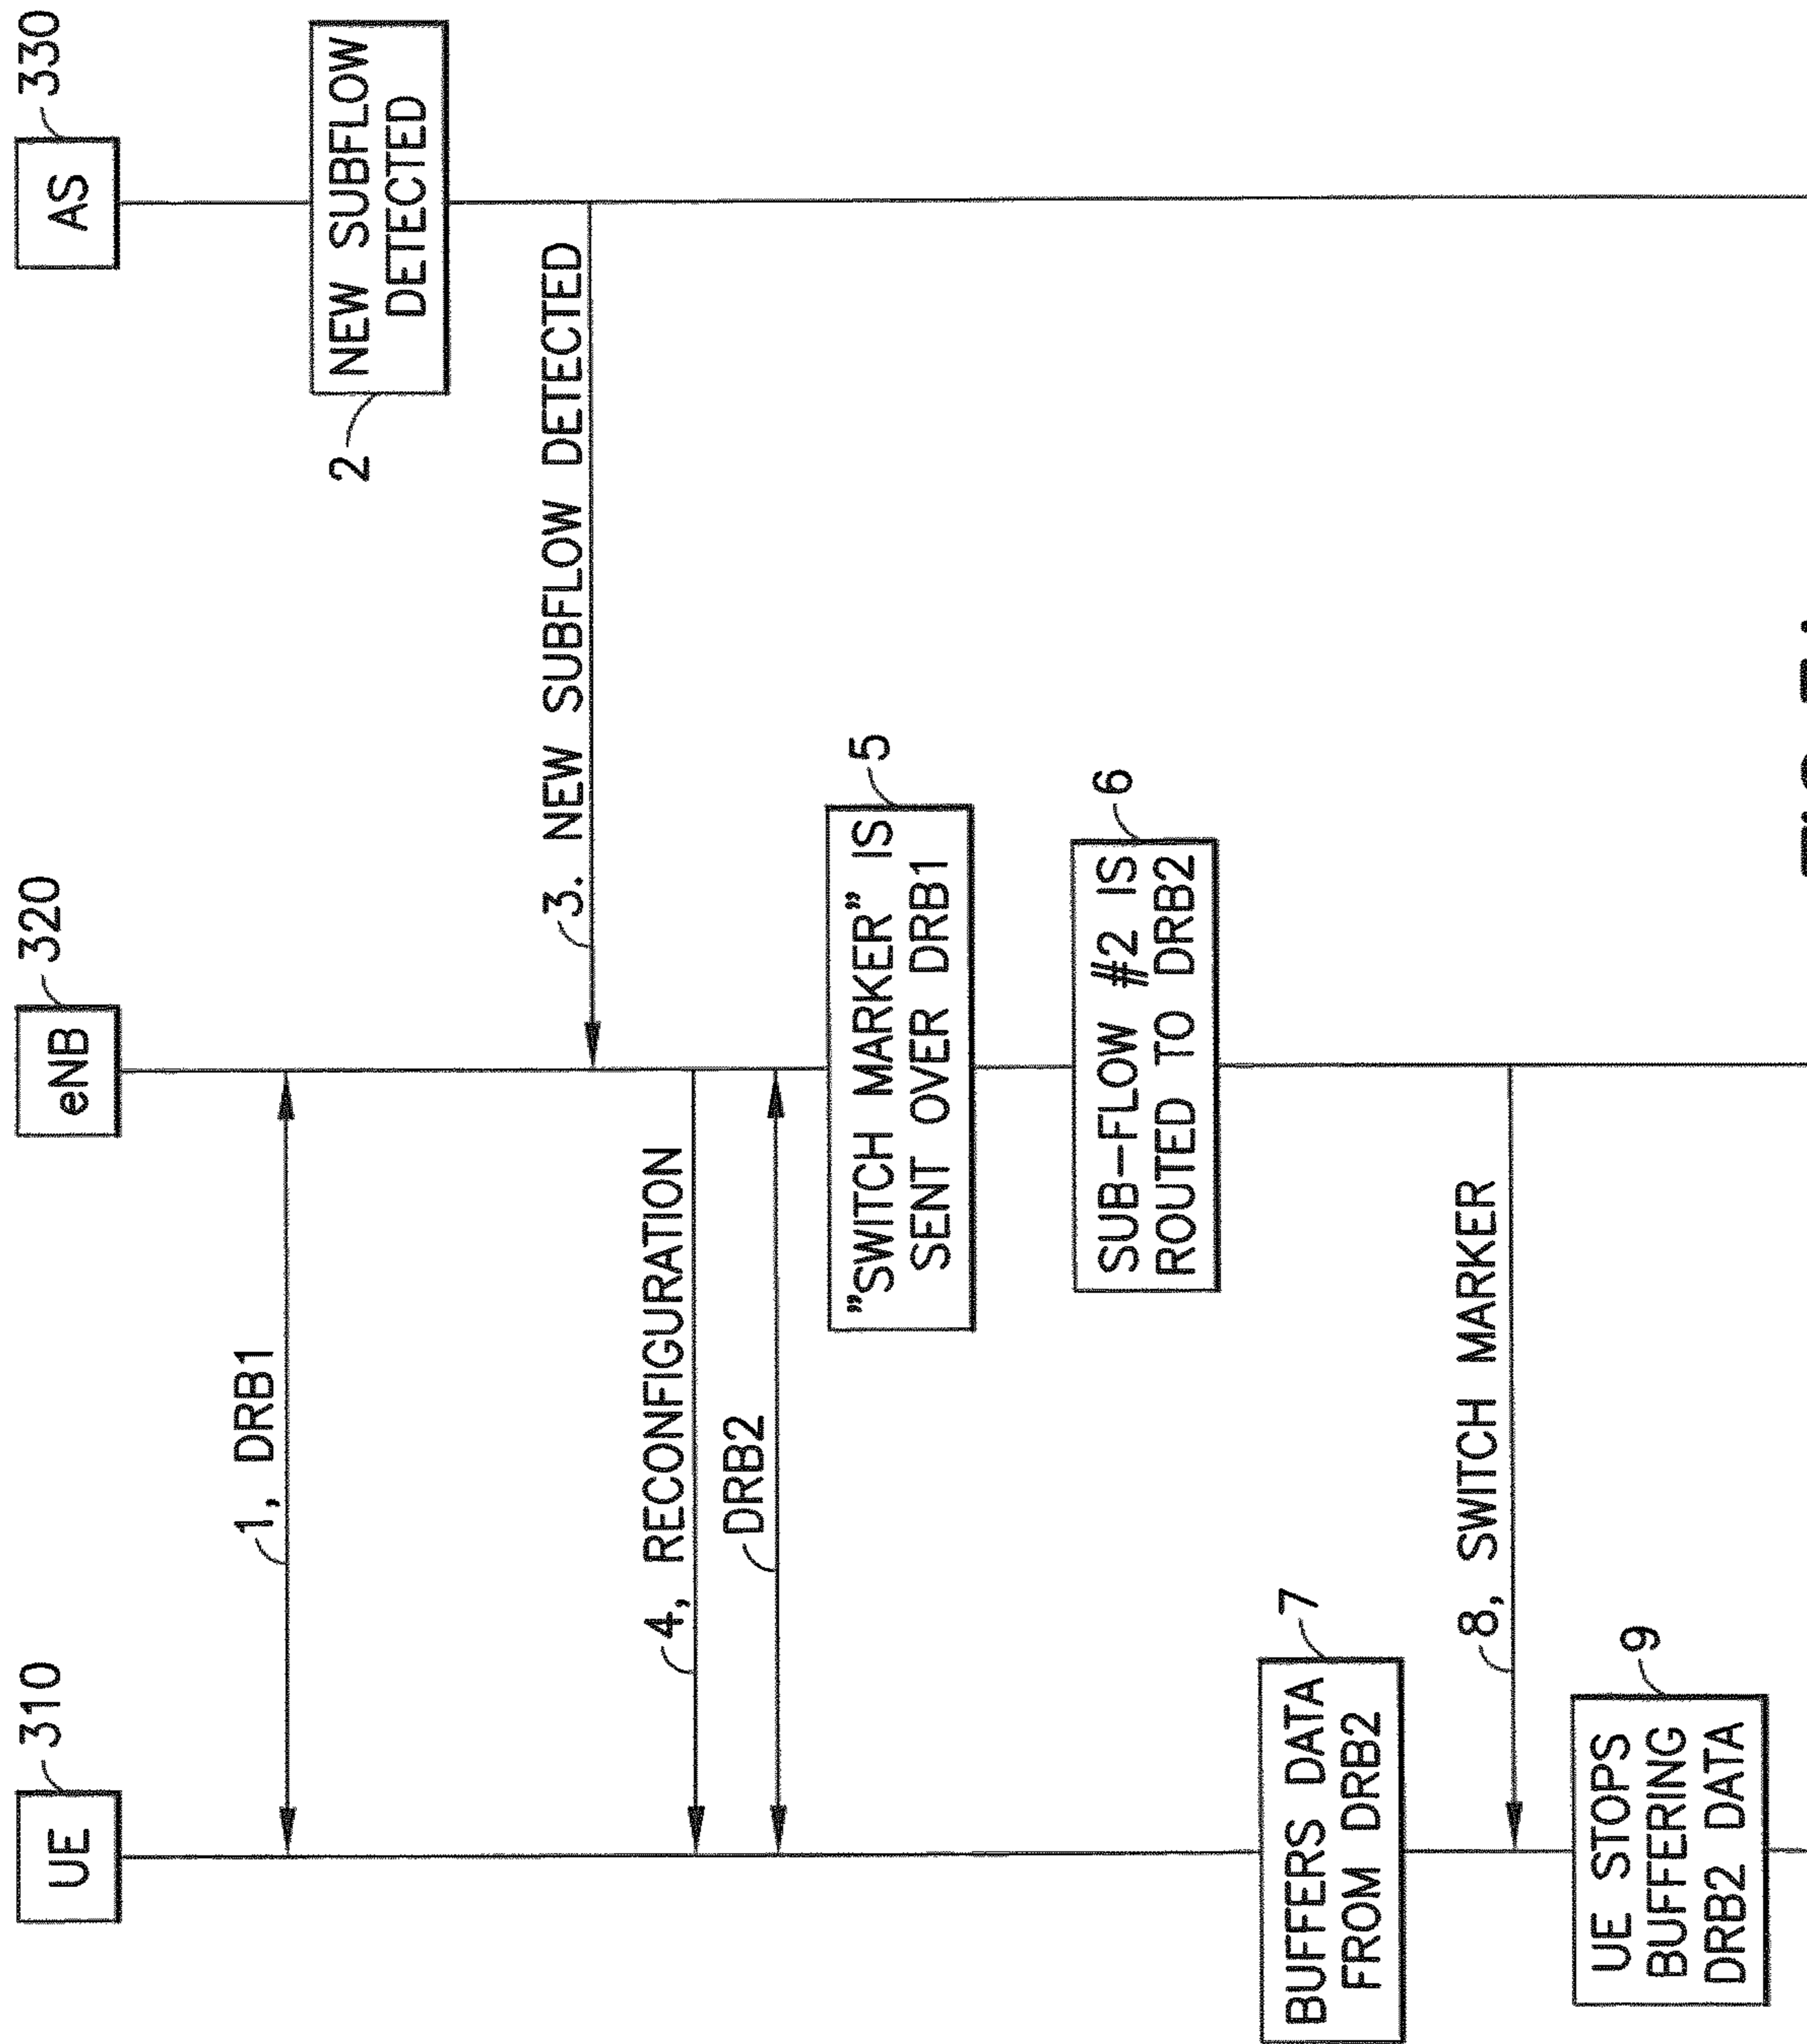 UE
310
eNB
320
AS
330
1, DRB1
2
NEW SUBFLOW
DETECTED
3. NEW SUBFLOW DETECTED
4, RECONFIGURATION
DRB2
"SWITCH MARKER" IS
SENT OVER DRB1
5
SUB-FLOW #2 IS
ROUTED TO DRB2
6
BUFFERS DATA
FROM DRB2
7
8, SWITCH MARKER
UE STOPS
BUFFERING
DRB2 DATA
9